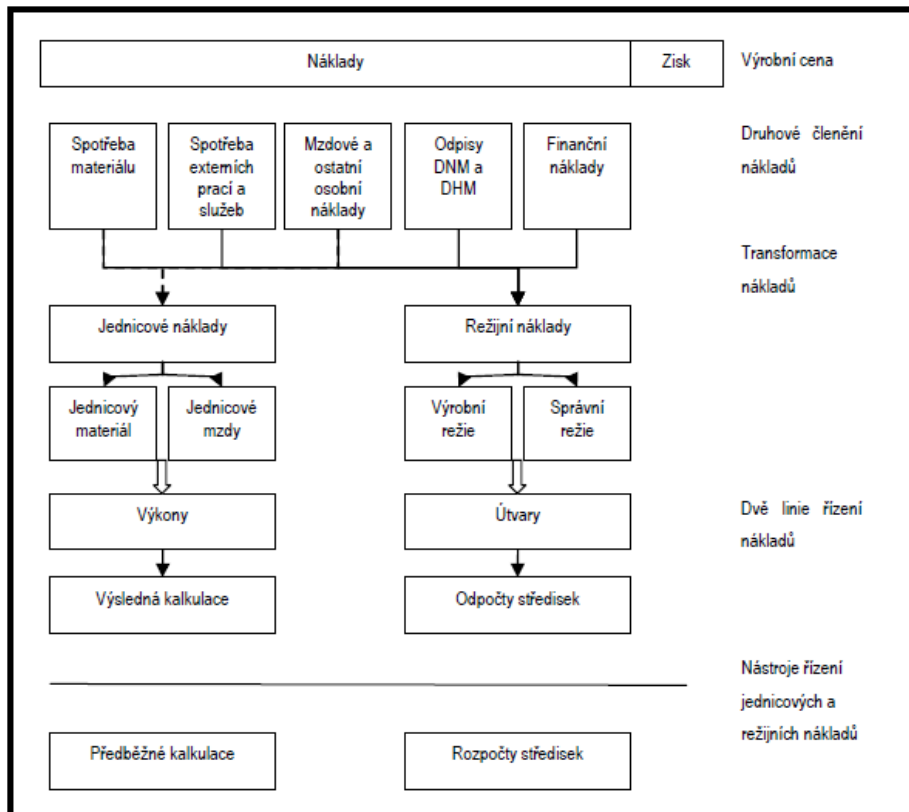 Náklady
Zisk
Výrobní cena
Spotřeba
materiálu
Spotřeba
externích
prací a
služeb
Mzdové a
ostatní
osobní
náklady
Odpisy
DNM a
DHM
Finanční
náklady
Druhové členění
nákladů
Transformace
nákladů
Jednicové náklady
Režijní náklady
Jednicový
materiál
Jednicové
mzdy
Výrobní
režie
Správní
režie
Výkony
Útvary
Dvě linie řízení
nákladů
Výsledná kalkulace
Odpočty středisek
Nástroje řízení
jednicových a
režijních nákladů
Předběžné kalkulace
Rozpočty středisek